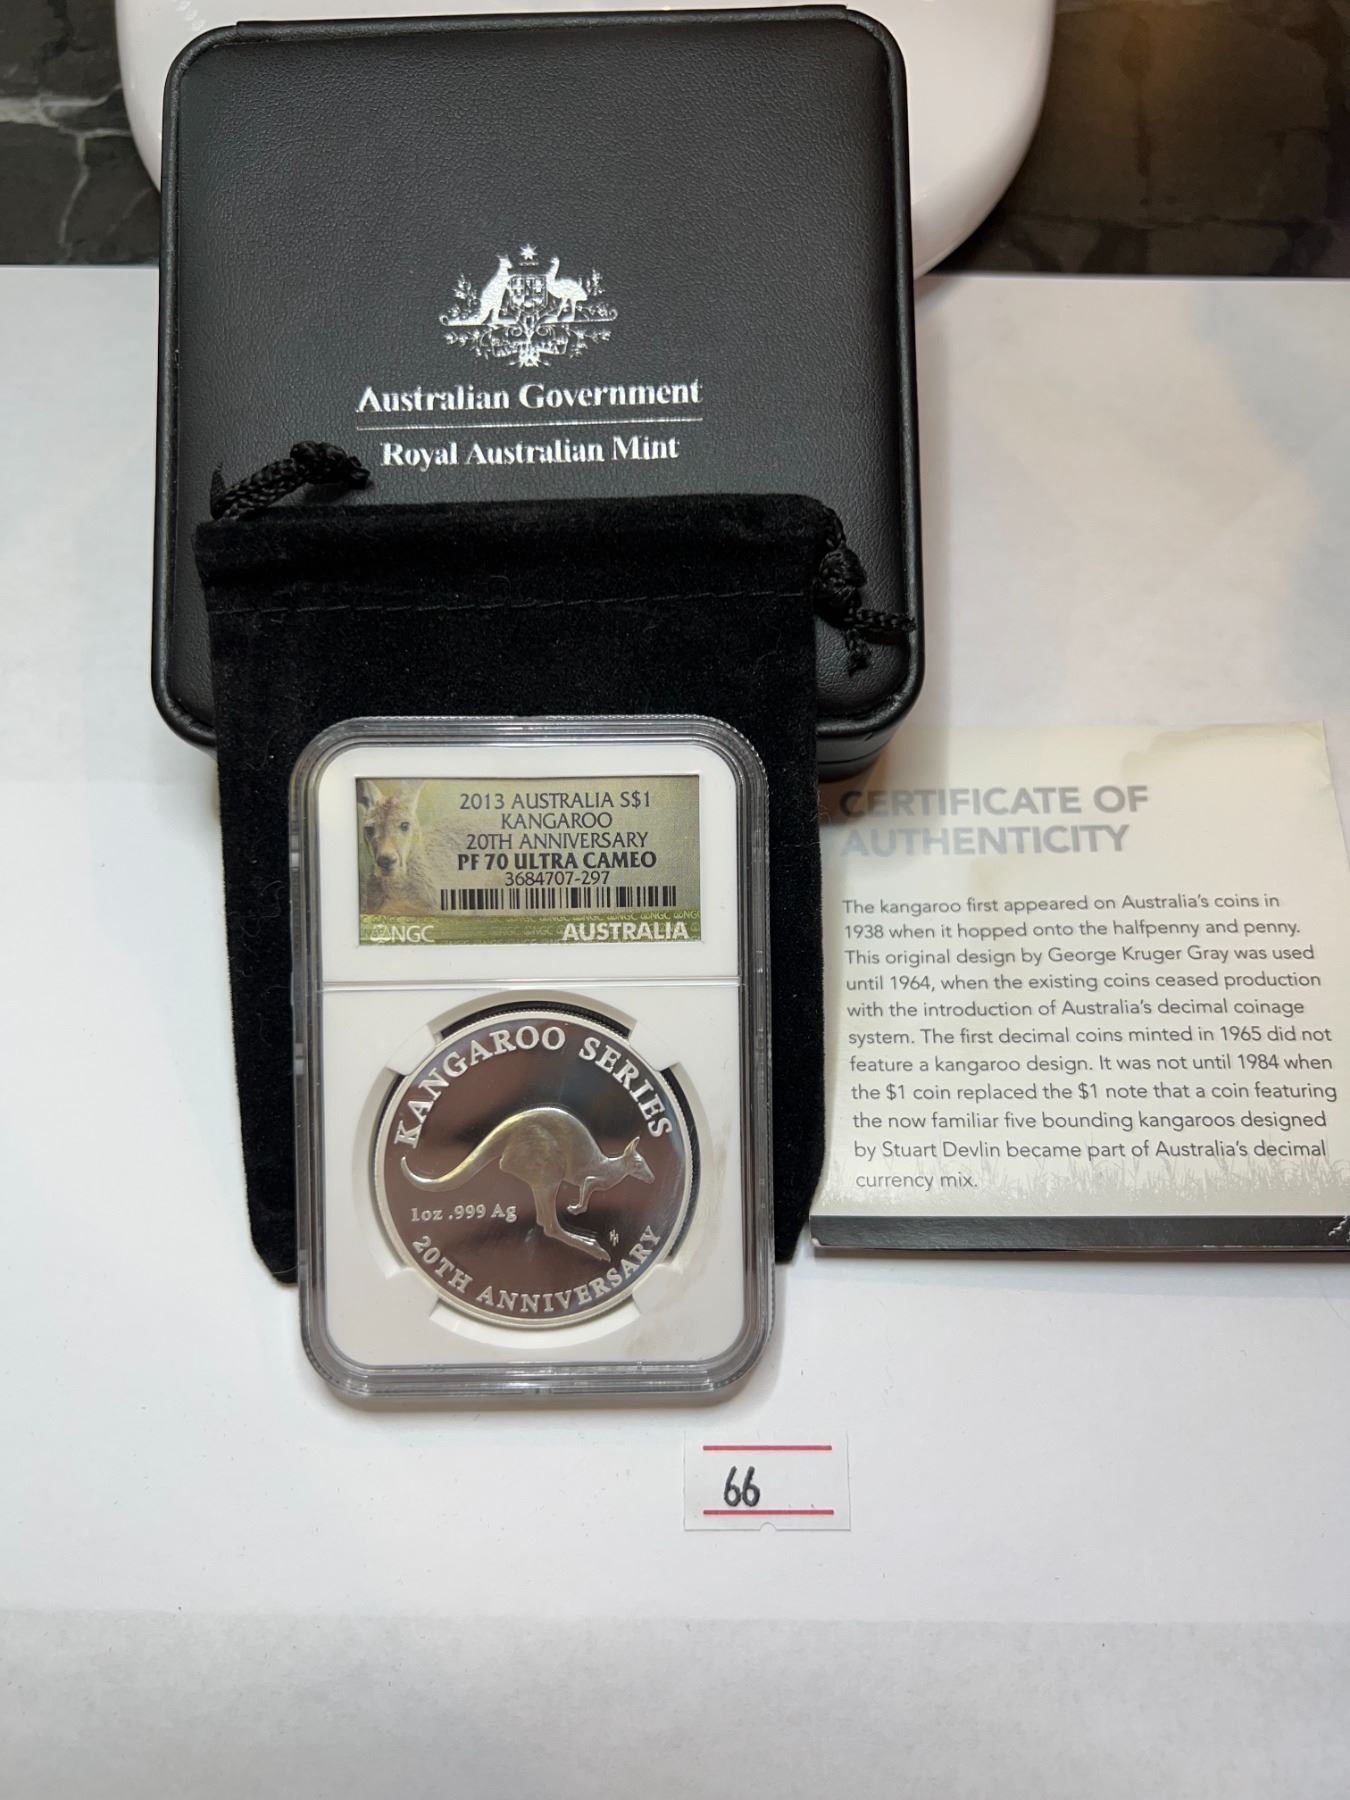 Australian Government
Royal Australian Mint
2013 AUSTRALIA S$1
KANGAROO
20TH ANNIVERSARY
PF 70 ULTRA CAMEO
3684707-297
NGC
AUSTRALIA
KANGAROO SERIES
1oz .999 Ag
HH
20TH ANNIVERSARY
CERTIFICATE OF
AUTHENTICITY
The kangaroo first appeared on Australia's coins in
1938 when it hopped onto the halfpenny and penny.
This original design by George Kruger Gray was used
until 1964, when the existing coins ceased production
with the introduction of Australia's decimal coinage
system. The first decimal coins minted in 1965 did not
feature a kangaroo design. It was not until 1984 when
the $1 coin replaced the $1 note that a coin featuring
the now familiar five bounding kangaroos designed
by Stuart Devlin became part of Australia's decimal
currency mix.
66